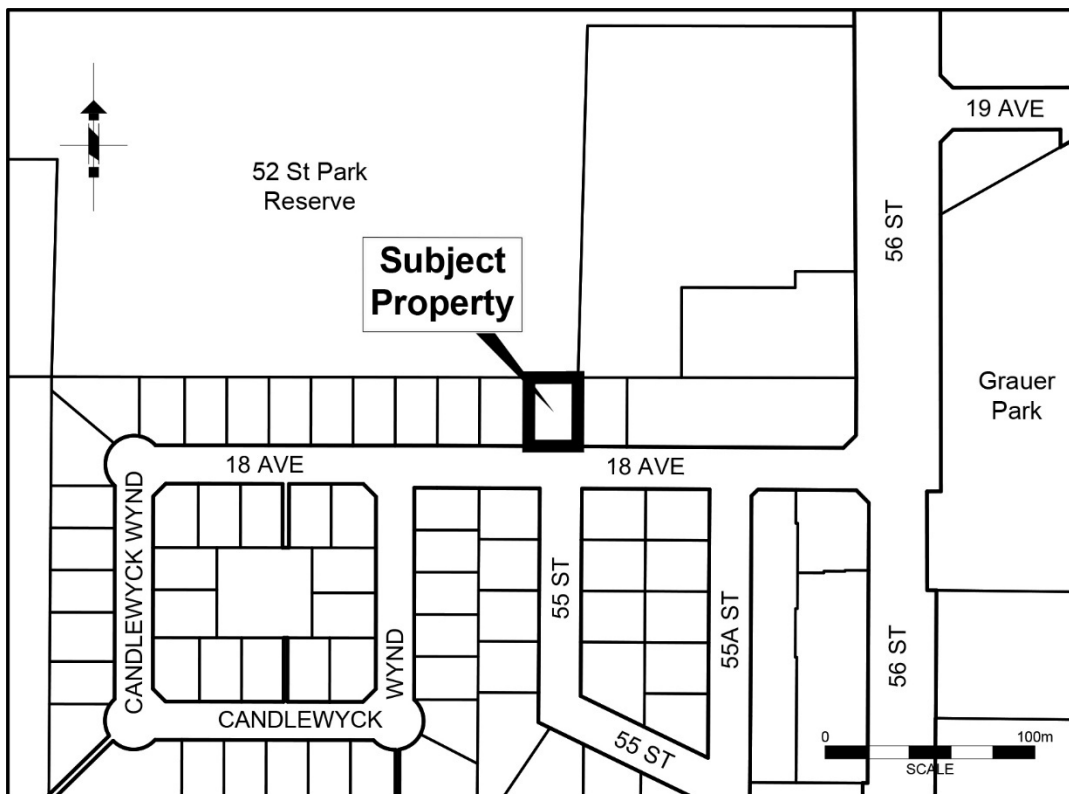 19 AVE
52 St Park
Reserve
56 ST
Subject
Property
Grauer
Park
18 AVE
18 AVE
CANDLEWYCK WYND
55 ST
55A ST
WYND
56 ST
CANDLEWYCK
55 ST
0
100m
SCALE